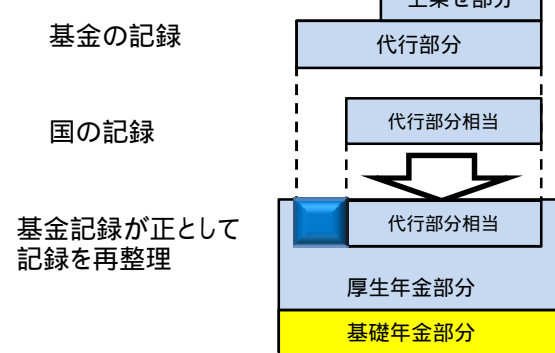 上乗せ部分
基金の記録
代行部分
国の記録
代行部分相当
基金記録が正として
記録を再整理
代行部分相当
厚生年金部分
基礎年金部分